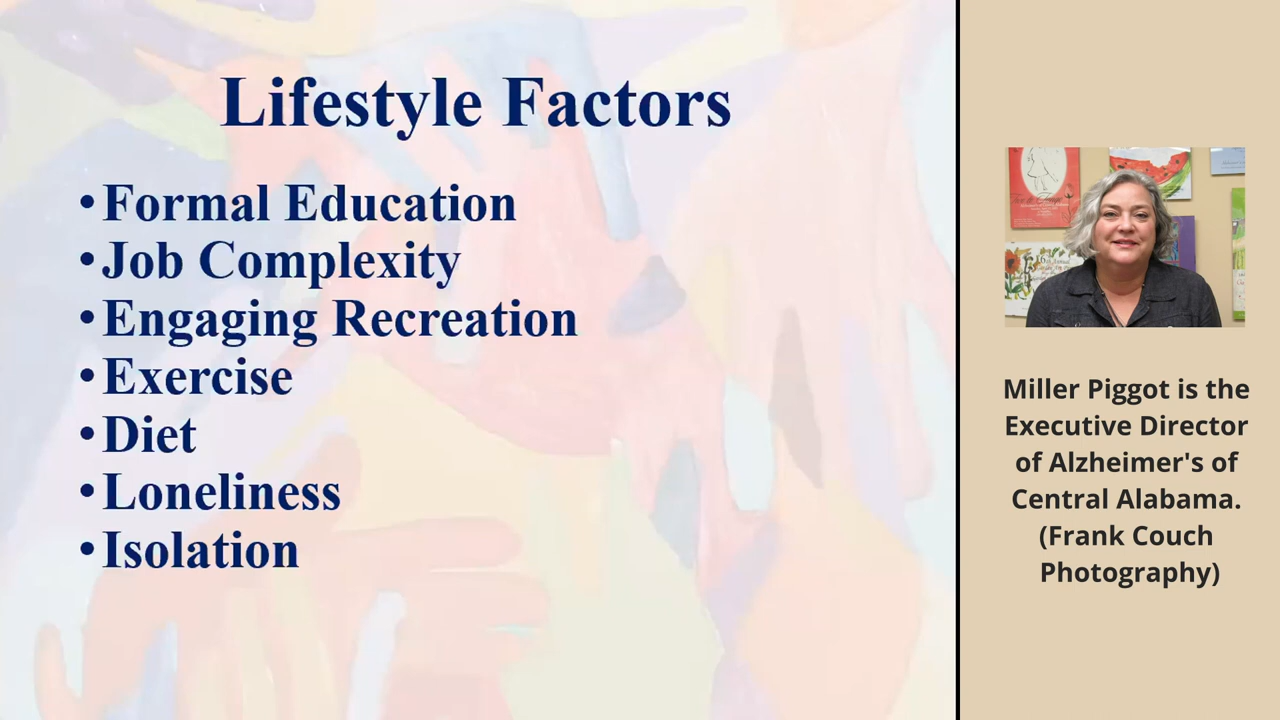 Lifestyle Factors
•Formal Education
•Job Complexity
•Engaging Recreation
•Exercise
•Diet
•Loneliness
•Isolation
Miller Piggot is the
Executive Director
of Alzheimer's of
Central Alabama.
(Frank Couch
Photography)